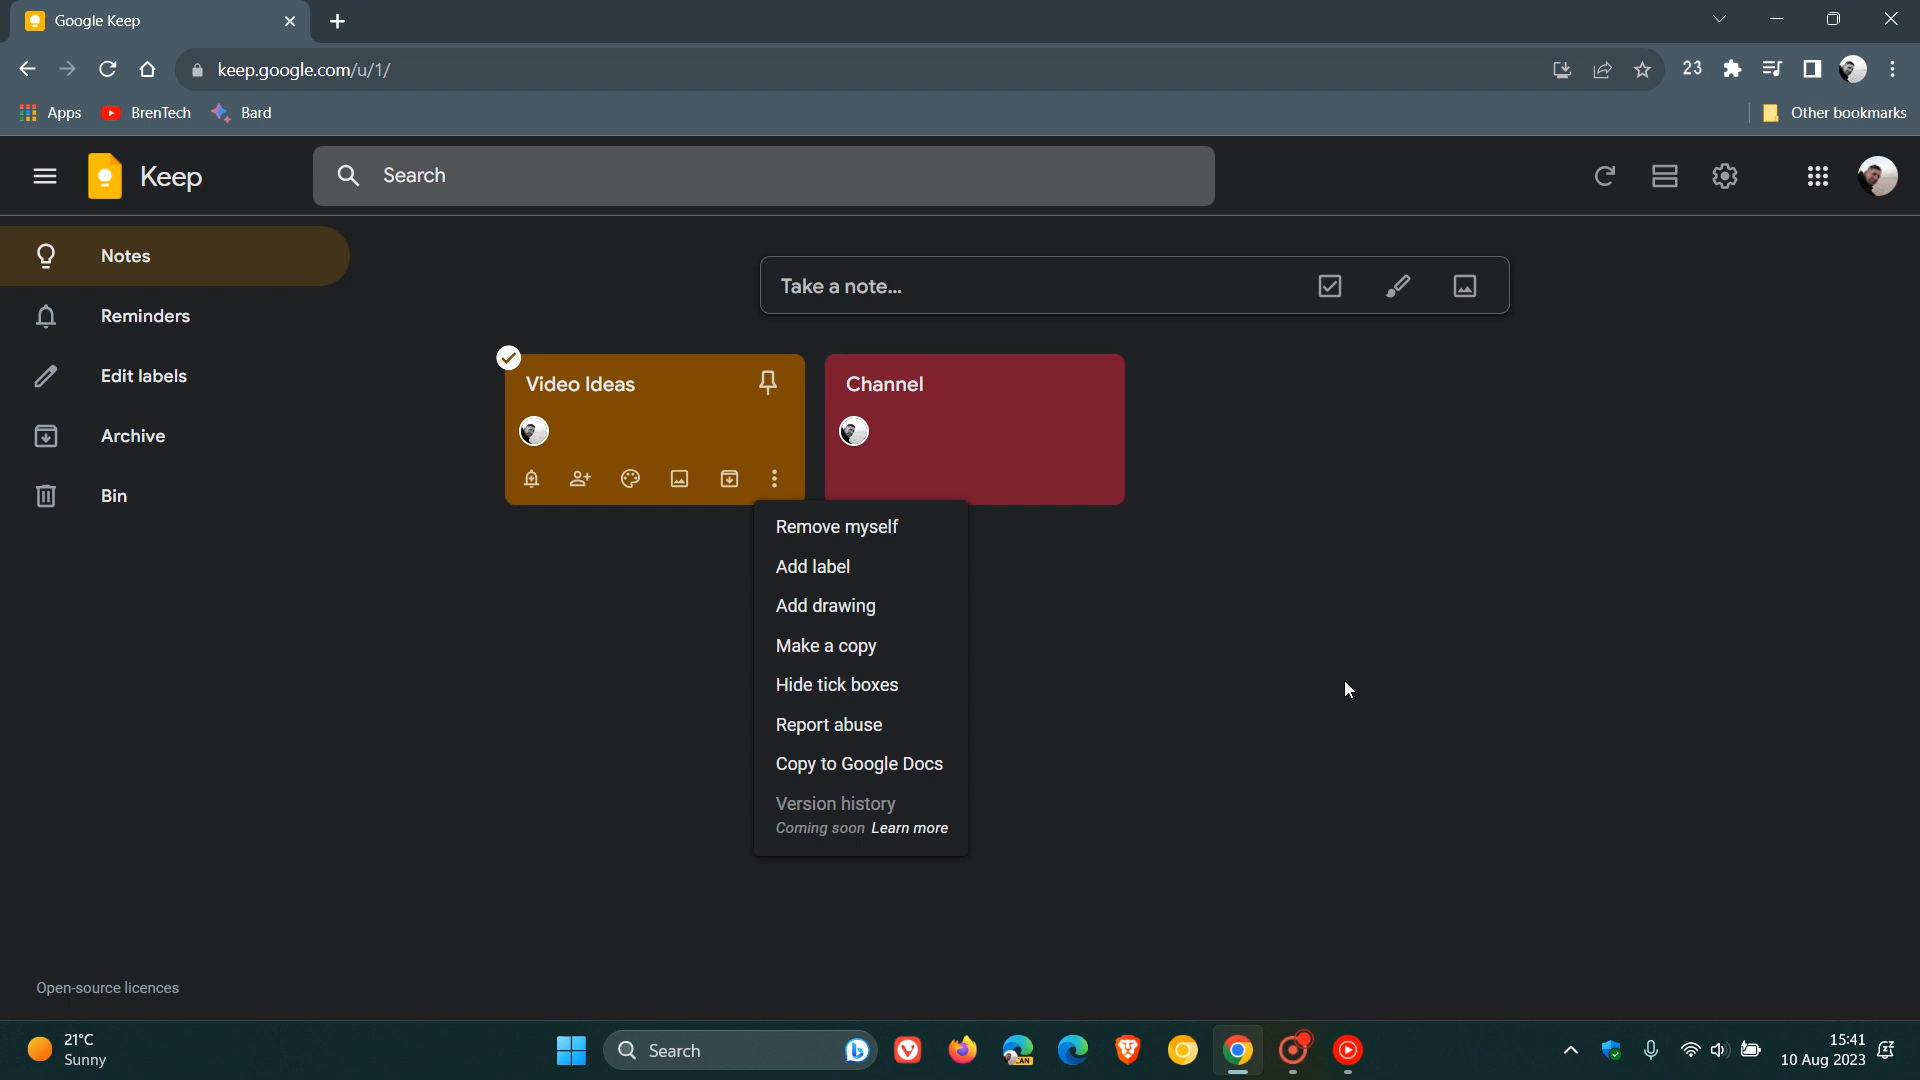 Google Keep
keep.google.com/u/1/
23
Apps
BrenTech
Bard
Other bookmarks
Keep
Search
Notes
Reminders
Edit labels
Archive
Bin
Take a note...
Video Ideas
Channel
Remove myself
Add label
Add drawing
Make a copy
Hide tick boxes
Report abuse
Copy to Google Docs
Version history
Coming soon Learn more
Open-source licences
21°C
Sunny
Search
CAN
15:41
10 Aug 2023